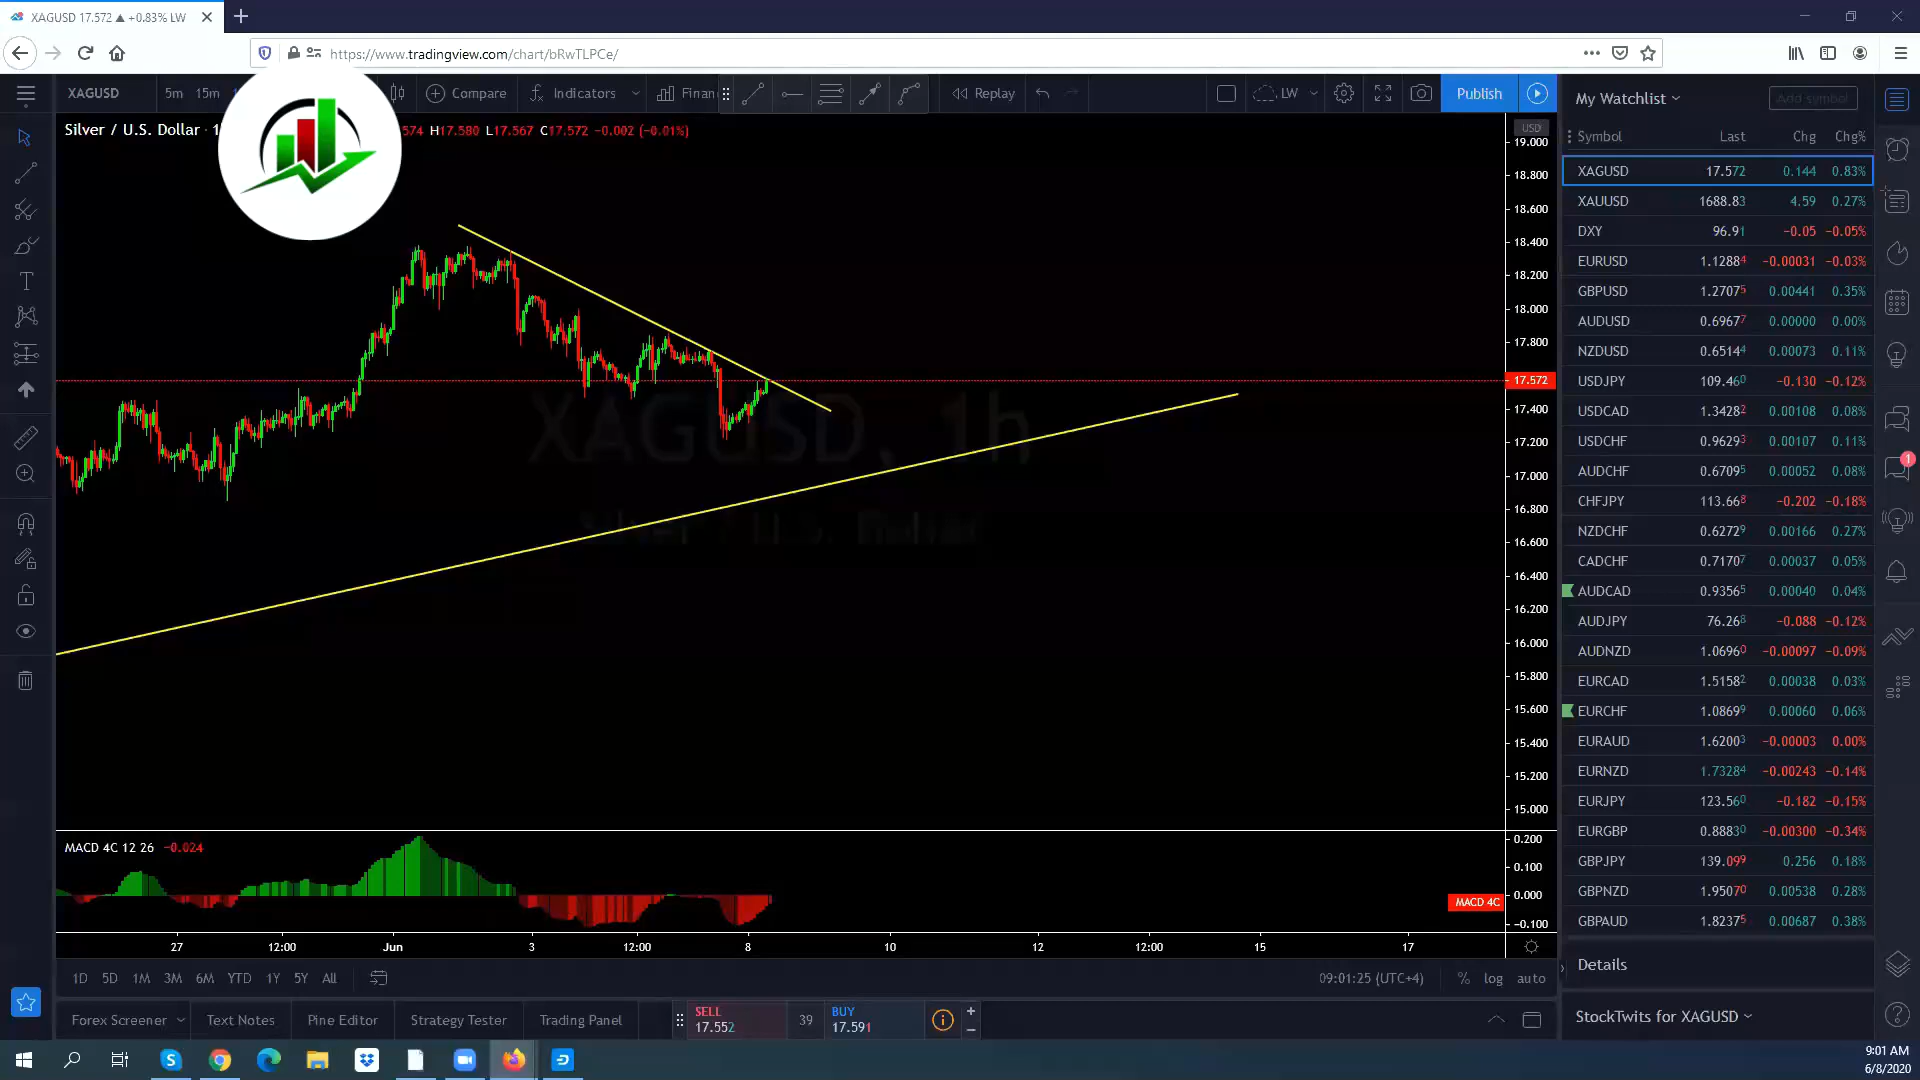 XAGUSD 17.572 ▲ +0.83% LW
https://www.tradingview.com/chart/bRwTLPCe/
XAGUSD 5m 15m Compare Indicators Finan Replay LW Publish
My Watchlist Add symbol
Silver / U.S. Dollar · 1 574 H17.580 L17.567 C17.572 −0.002 (−0.01%)
Symbol Last Chg Chg%
XAGUSD 17.572 0.144 0.83%
XAUUSD 1688.83 4.59 0.27%
DXY 96.91 −0.05 −0.05%
EURUSD 1.12884 −0.00031 −0.03%
GBPUSD 1.27075 0.00441 0.35%
AUDUSD 0.69677 0.00000 0.00%
NZDUSD 0.65144 0.00073 0.11%
USDJPY 109.460 −0.130 −0.12%
USDCAD 1.34282 0.00108 0.08%
USDCHF 0.96293 0.00107 0.11%
AUDCHF 0.67095 0.00052 0.08%
CHFJPY 113.668 −0.202 −0.18%
NZDCHF 0.62729 0.00166 0.27%
CADCHF 0.71707 0.00037 0.05%
AUDCAD 0.93565 0.00040 0.04%
AUDJPY 76.268 −0.088 −0.12%
AUDNZD 1.06960 −0.00097 −0.09%
EURCAD 1.51582 0.00038 0.03%
EURCHF 1.08699 0.00060 0.06%
EURAUD 1.62003 −0.00003 0.00%
EURNZD 1.73284 −0.00243 −0.14%
EURJPY 123.560 −0.182 −0.15%
EURGBP 0.88830 −0.00300 −0.34%
GBPJPY 139.099 0.256 0.18%
GBPNZD 1.95070 0.00538 0.28%
GBPAUD 1.82375 0.00687 0.38%
Details
StockTwits for XAGUSD
1
USD
19.000
18.800
18.600
18.400
18.200
18.000
17.800
17.572
17.400
17.200
17.000
16.800
16.600
16.400
16.200
16.000
15.800
15.600
15.400
15.200
15.000
XAGUSD, 1h
Silver / U.S. Dollar
MACD 4C 12 26 −0.024
0.200
0.100
0.000
MACD 4C
−0.100
27 12:00 Jun 3 12:00 8 10 12 12:00 15 17
1D 5D 1M 3M 6M YTD 1Y 5Y All
09:01:25 (UTC+4) % log auto
Forex Screener Text Notes Pine Editor Strategy Tester Trading Panel
SELL
17.552
39
BUY
17.591
9:01 AM
6/8/2020